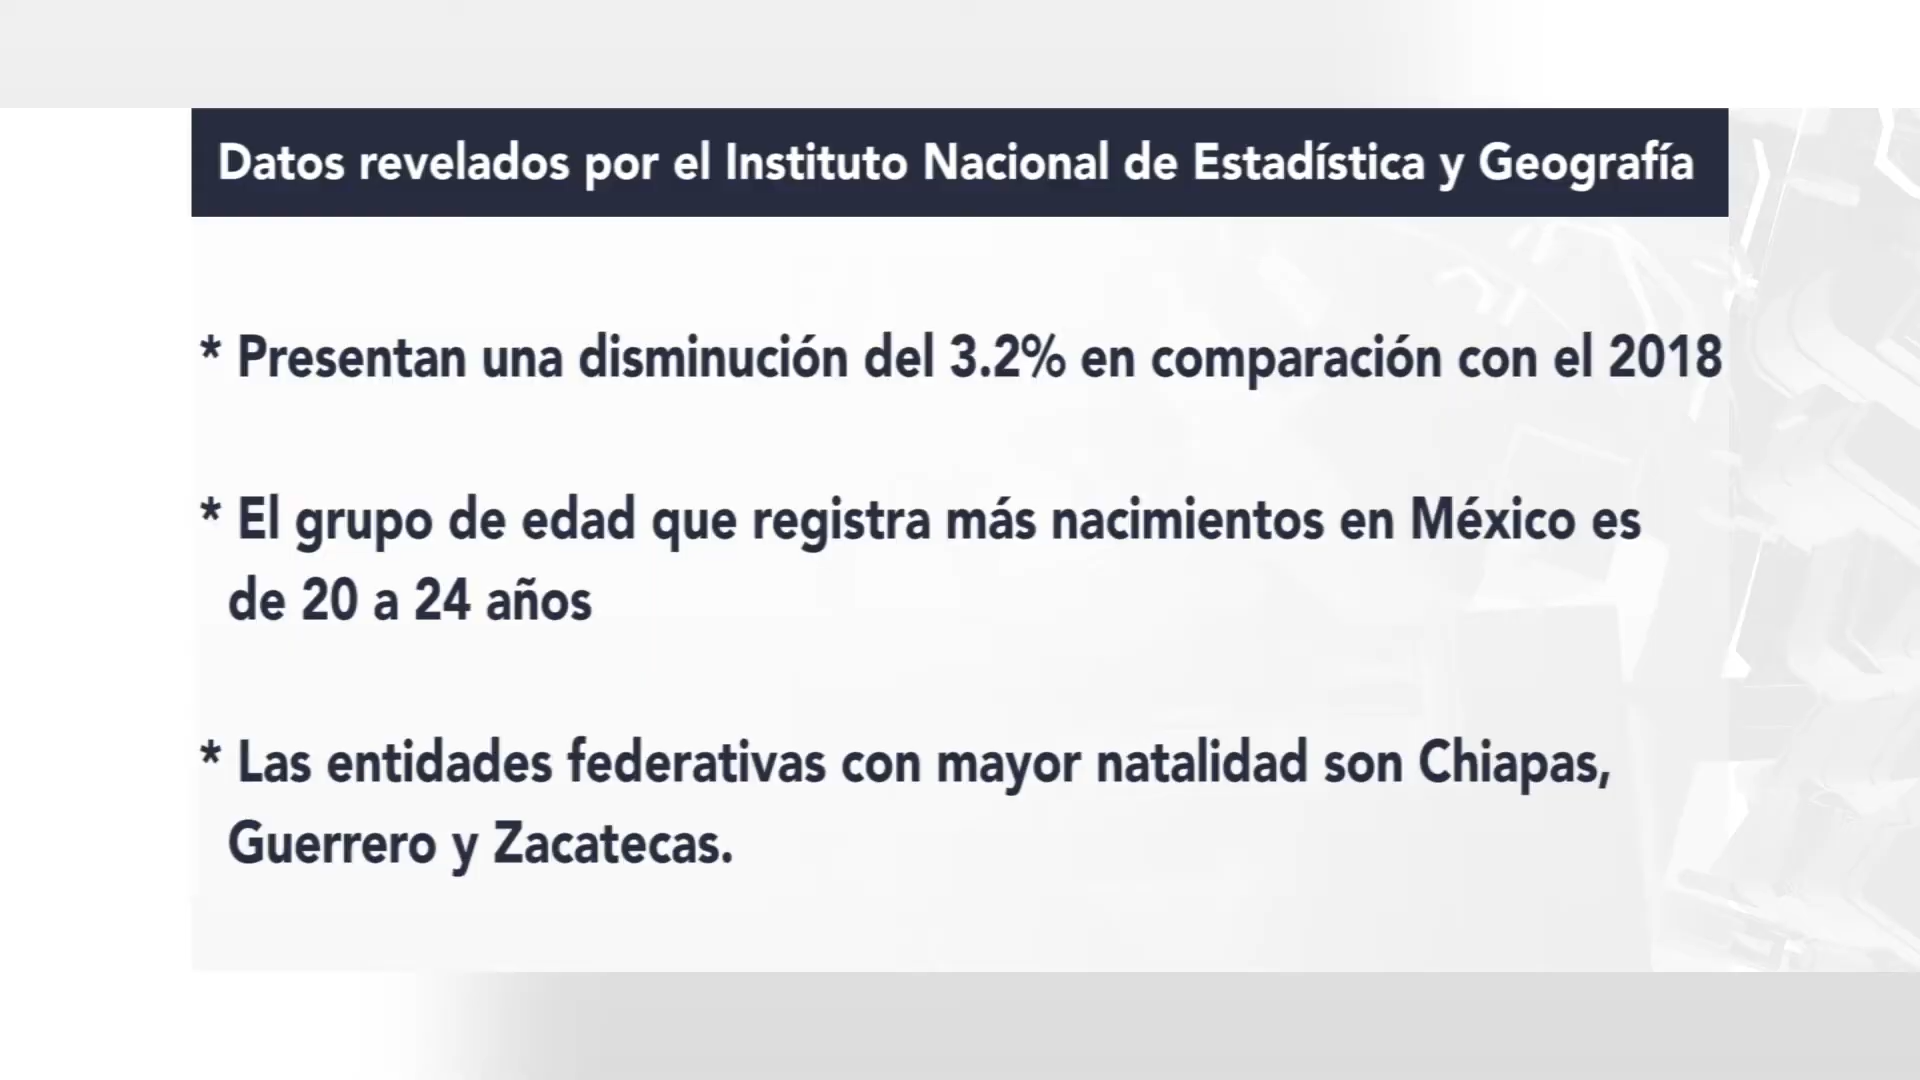 Datos revelados por el Instituto Nacional de Estadística y Geografía
* Presentan una disminución del 3.2% en comparación con el 2018
* El grupo de edad que registra más nacimientos en México es
de 20 a 24 años
* Las entidades federativas con mayor natalidad son Chiapas,
Guerrero y Zacatecas.